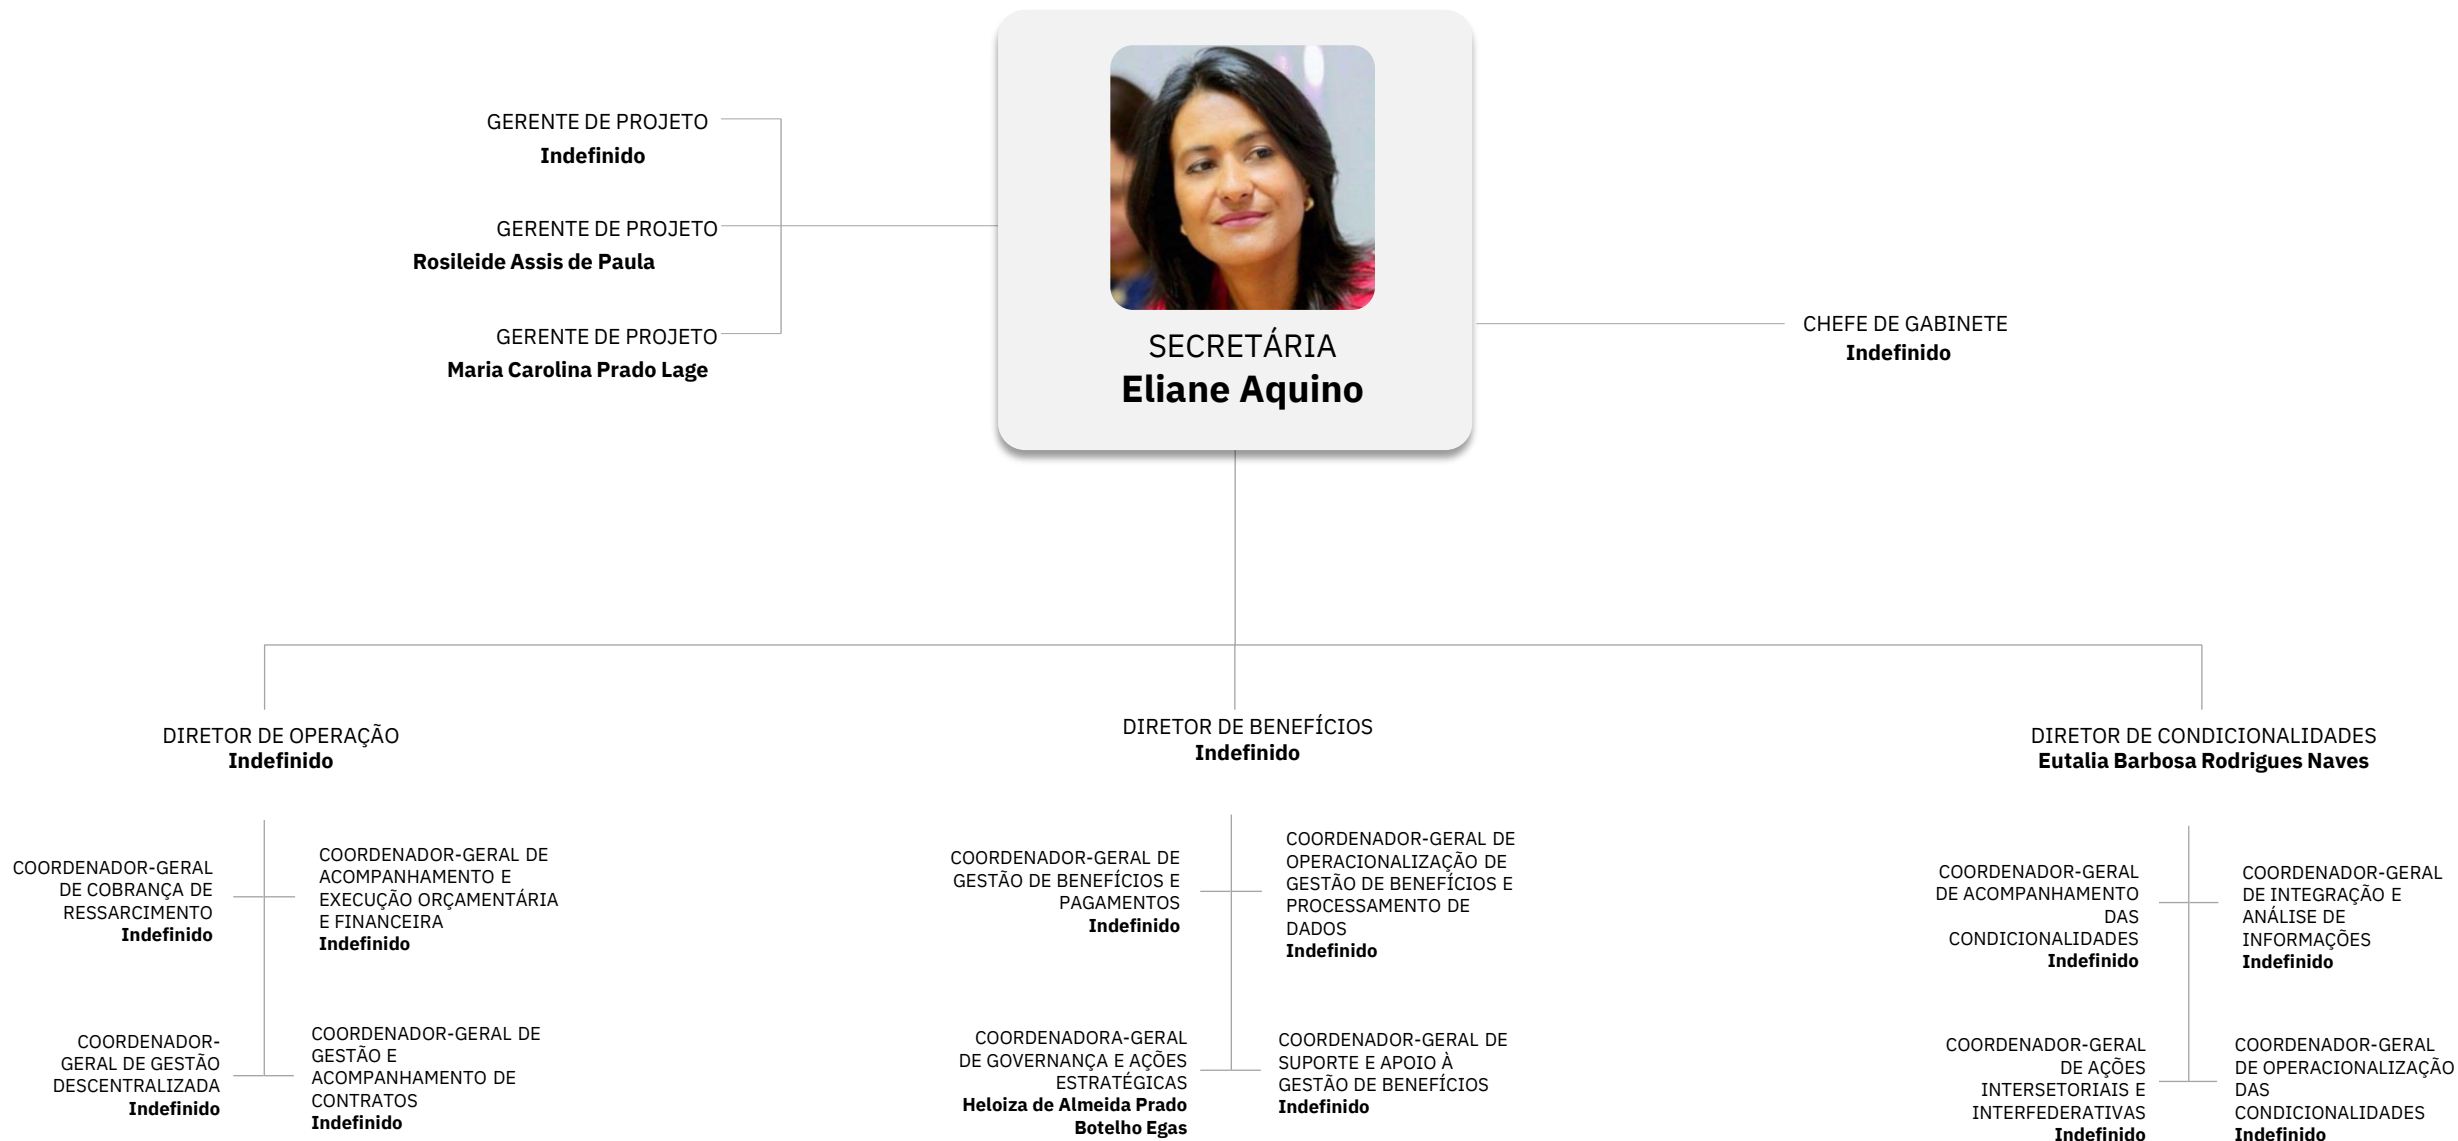 GERENTE DE PROJETO
Indefinido
GERENTE DE PROJETO
Rosileide Assis de Paula
GERENTE DE PROJETO
Maria Carolina Prado Lage
SECRETÁRIA
Eliane Aquino
CHEFE DE GABINETE
Indefinido
DIRETOR DE OPERAÇÃO
Indefinido
COORDENADOR-GERAL
DE COBRANÇA DE
RESSARCIMENTO
Indefinido
COORDENADOR-GERAL DE
ACOMPANHAMENTO E
EXECUÇÃO ORÇAMENTÁRIA
E FINANCEIRA
Indefinido
COORDENADOR-
GERAL DE GESTÃO
DESCENTRALIZADA
Indefinido
COORDENADOR-GERAL DE
GESTÃO E
ACOMPANHAMENTO DE
CONTRATOS
Indefinido
DIRETOR DE BENEFÍCIOS
Indefinido
COORDENADOR-GERAL DE
GESTÃO DE BENEFÍCIOS E
PAGAMENTOS
Indefinido
COORDENADOR-GERAL DE
OPERACIONALIZAÇÃO DE
GESTÃO DE BENEFÍCIOS E
PROCESSAMENTO DE
DADOS
Indefinido
COORDENADORA-GERAL
DE GOVERNANÇA E AÇÕES
ESTRATÉGICAS
Heloiza de Almeida Prado
Botelho Egas
COORDENADOR-GERAL DE
SUPORTE E APOIO À
GESTÃO DE BENEFÍCIOS
Indefinido
DIRETOR DE CONDICIONALIDADES
Eutalia Barbosa Rodrigues Naves
COORDENADOR-GERAL
DE ACOMPANHAMENTO
DAS
CONDICIONALIDADES
Indefinido
COORDENADOR-GERAL
DE INTEGRAÇÃO E
ANÁLISE DE
INFORMAÇÕES
Indefinido
COORDENADOR-GERAL
DE AÇÕES
INTERSETORIAIS E
INTERFEDERATIVAS
Indefinido
COORDENADOR-GERAL
DE OPERACIONALIZAÇÃO
DAS
CONDICIONALIDADES
Indefinido